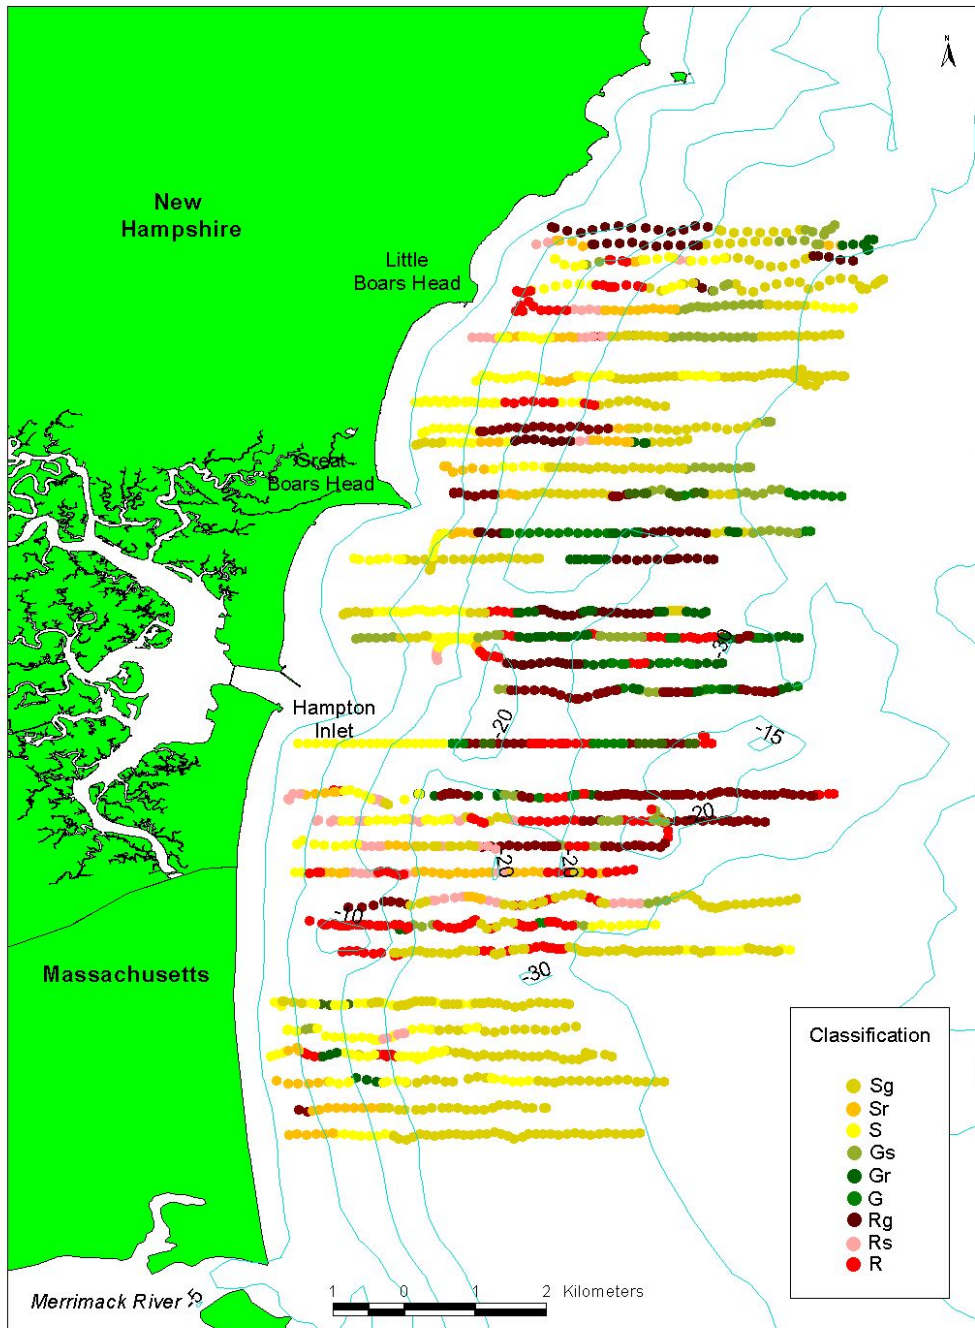 N
New
Hampshire
Little
Boars Head
Great
Boars Head
-30
Hampton
Inlet
-20
-15
-20
-20
-20
-10
Massachusetts
-30
Classification
Sg
Sr
S
Gs
Gr
G
Rg
Rs
R
1 0 1 2 Kilometers
Merrimack River
-5